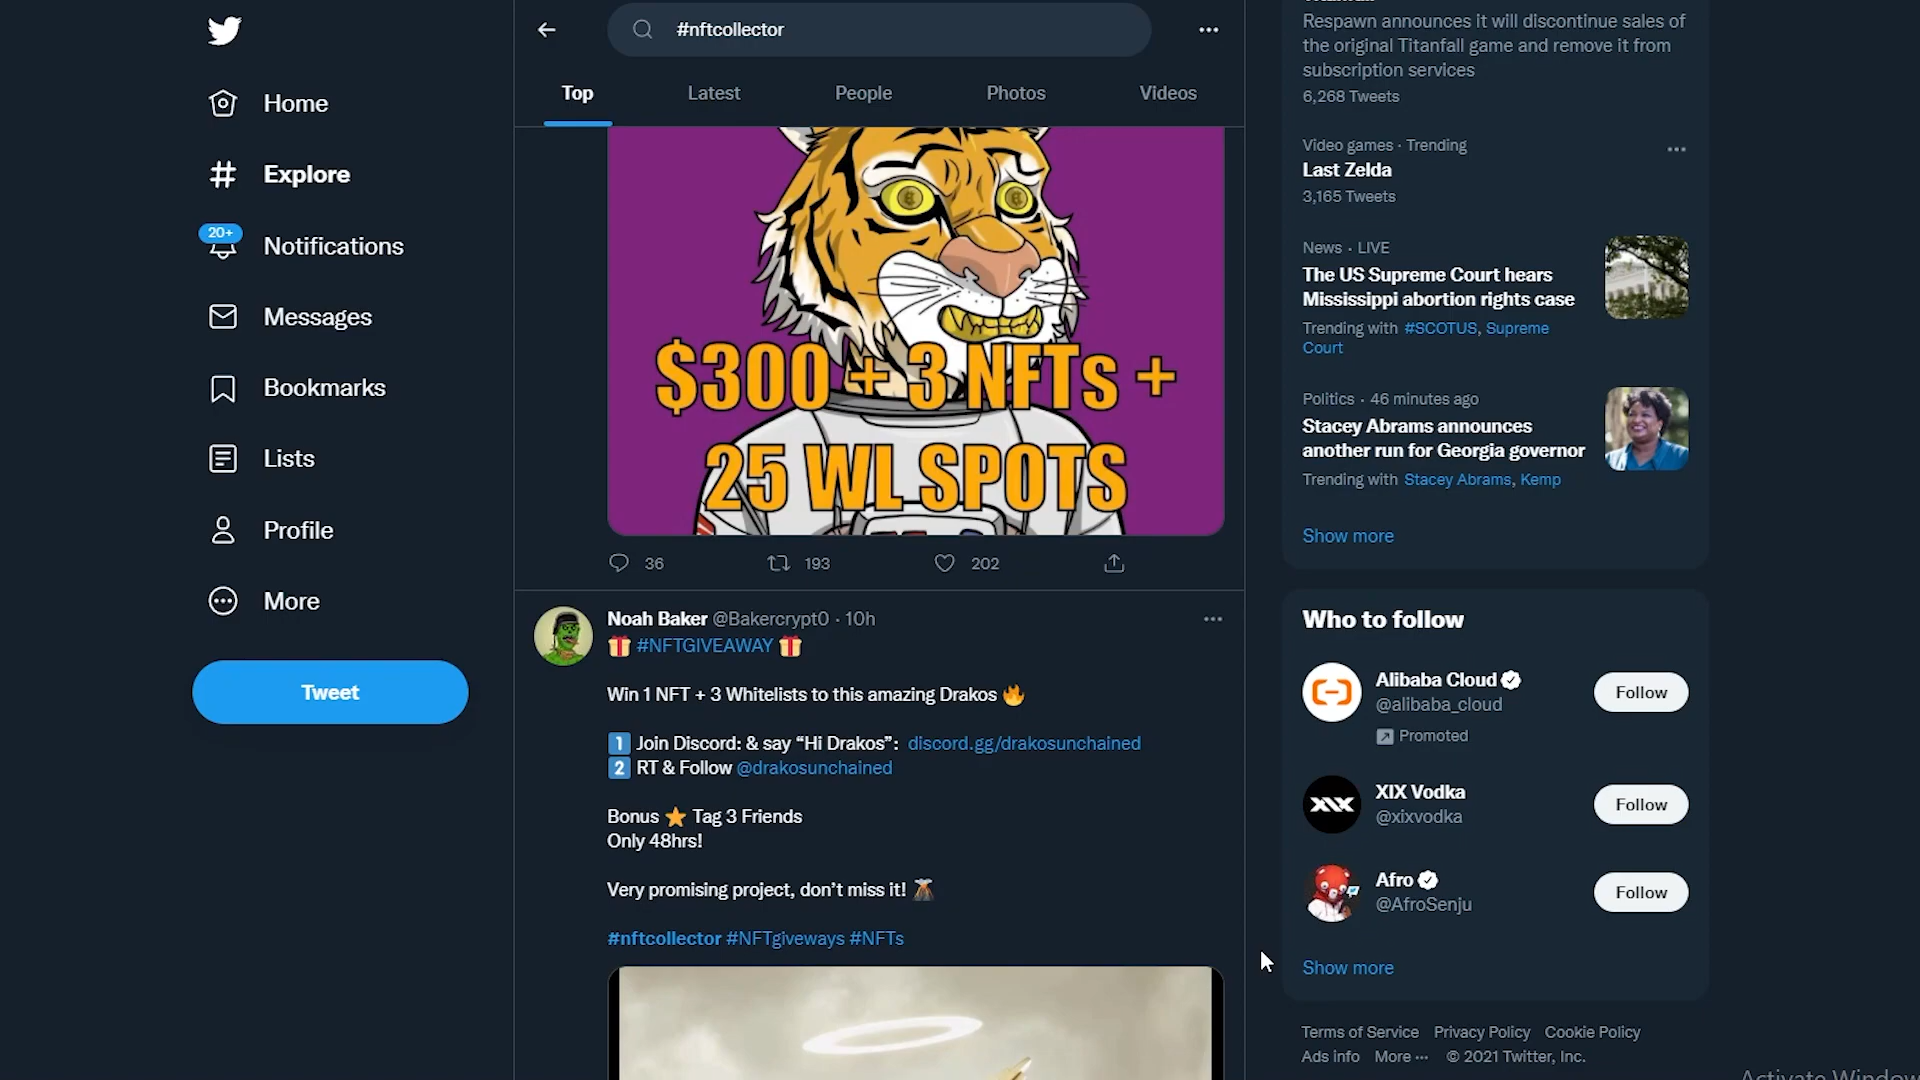 Home
Explore
20+
Notifications
Messages
Bookmarks
Lists
Profile
More
Tweet
#nftcollector
Top
Latest
People
Photos
Videos
$300 + 3 NFTs +
25 WL SPOTS
36
193
202
Noah Baker @Bakercrypt0 · 10h
#NFTGIVEAWAY
Win 1 NFT + 3 Whitelists to this amazing Drakos
1 Join Discord: & say “Hi Drakos”: discord.gg/drakosunchained
2 RT & Follow @drakosunchained
Bonus Tag 3 Friends
Only 48hrs!
Very promising project, don’t miss it!
#nftcollector #NFTgiveways #NFTs
Respawn announces it will discontinue sales of
the original Titanfall game and remove it from
subscription services
6,268 Tweets
Video games · Trending
Last Zelda
3,165 Tweets
News · LIVE
The US Supreme Court hears
Mississippi abortion rights case
Trending with #SCOTUS, Supreme
Court
Politics · 46 minutes ago
Stacey Abrams announces
another run for Georgia governor
Trending with Stacey Abrams, Kemp
Show more
Who to follow
Alibaba Cloud
@alibaba_cloud
Promoted
Follow
XIX Vodka
@xixvodka
Follow
Afro
@AfroSenju
Follow
Show more
Terms of Service Privacy Policy Cookie Policy
Ads info More ··· © 2021 Twitter, Inc.